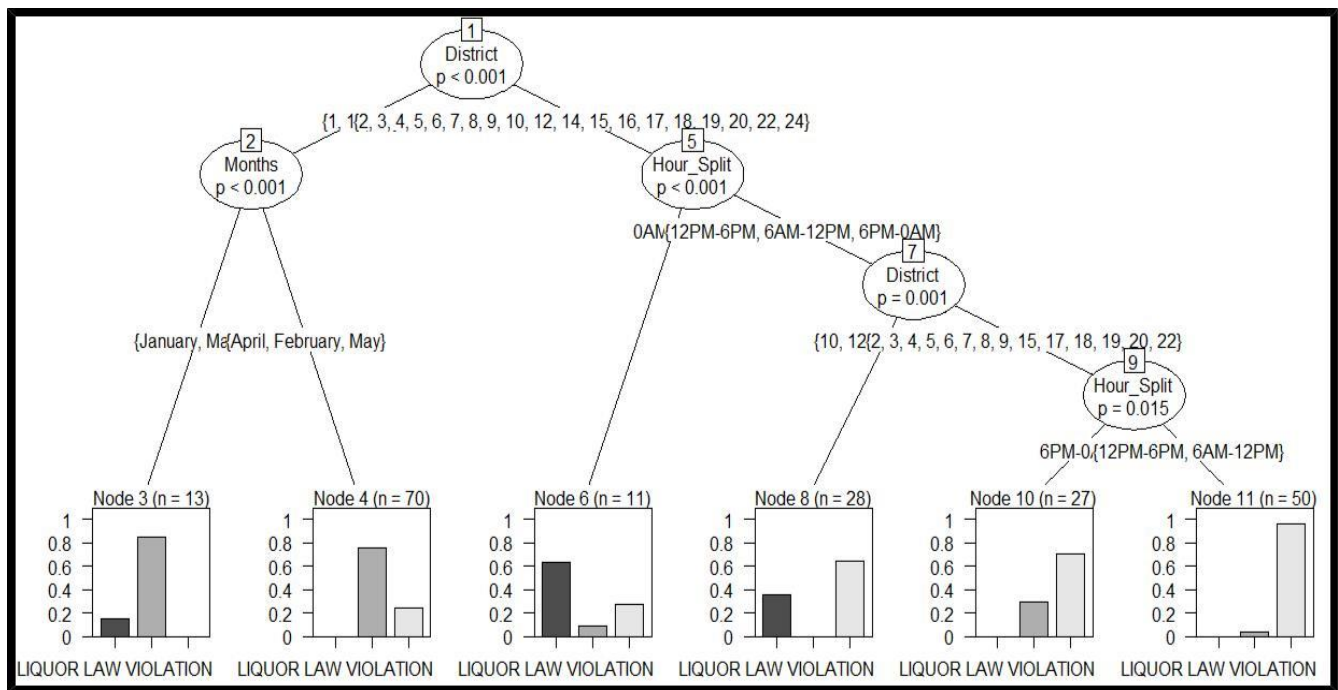 1
District
p < 0.001
{1, 1{2, 3, 4, 5, 6, 7, 8, 9, 10, 12, 14, 15, 16, 17, 18, 19, 20, 22, 24}
2
Months
p < 0.001
5
Hour_Split
p < 0.001
0AM{12PM-6PM, 6AM-12PM, 6PM-0AM}
7
District
p = 0.001
{January, Ma{April, February, May}
{10, 12{2, 3, 4, 5, 6, 7, 8, 9, 15, 17, 18, 19, 20, 22}
9
Hour_Split
p = 0.015
6PM-0{12PM-6PM, 6AM-12PM}
Node 3 (n = 13)
1
0.8
0.6
0.4
0.2
0
LIQUOR LAW VIOLATION
Node 4 (n = 70)
1
0.8
0.6
0.4
0.2
0
LIQUOR LAW VIOLATION
Node 6 (n = 11)
1
0.8
0.6
0.4
0.2
0
LIQUOR LAW VIOLATION
Node 8 (n = 28)
1
0.8
0.6
0.4
0.2
0
LIQUOR LAW VIOLATION
Node 10 (n = 27)
1
0.8
0.6
0.4
0.2
0
LIQUOR LAW VIOLATION
Node 11 (n = 50)
1
0.8
0.6
0.4
0.2
0
LIQUOR LAW VIOLATION